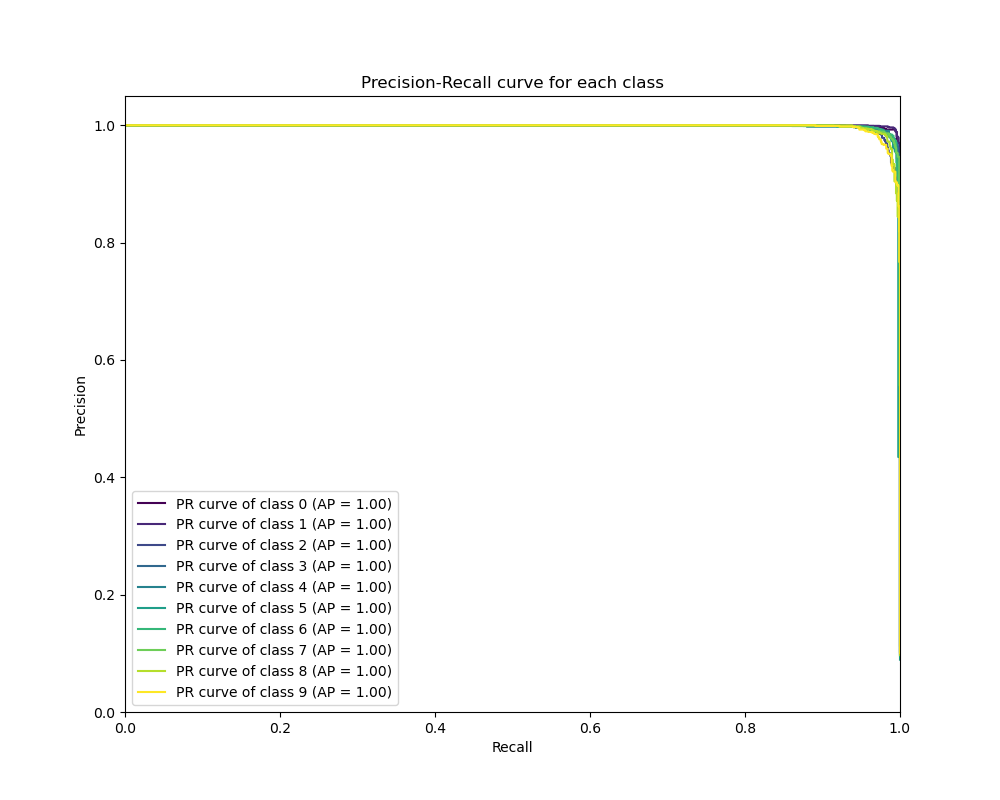 Precision-Recall curve for each class
1.0
0.8
0.6
0.4
0.2
0.0
Precision
PR curve of class 0 (AP = 1.00)
PR curve of class 1 (AP = 1.00)
PR curve of class 2 (AP = 1.00)
PR curve of class 3 (AP = 1.00)
PR curve of class 4 (AP = 1.00)
PR curve of class 5 (AP = 1.00)
PR curve of class 6 (AP = 1.00)
PR curve of class 7 (AP = 1.00)
PR curve of class 8 (AP = 1.00)
PR curve of class 9 (AP = 1.00)
0.0 0.2 0.4 0.6 0.8 1.0
Recall